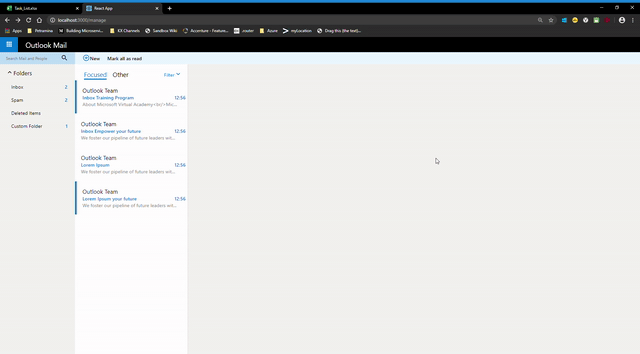 Task_List.xlsx
React App
localhost:3000/manage
Apps
Petramina
Building Microservi...
KX Channels
Sandbox Wiki
Accenture - Accentu...
.router
Azure
myLocation
Drag this (the text)...
Outlook Mail
Search Mail and People
New
Mark all as read
Folders
Inbox 2
Spam 2
Deleted Items
Custom Folder 1
Focused Other Filter
Outlook Team
Inbox Training Program 12:56
About Microsoft Virtual Academy<br/>Mic...
Outlook Team
Inbox Empower your future 12:56
We foster our pipeline of future leaders wit...
Outlook Team
Lorem Ipsum 12:56
We foster our pipeline of future leaders wit...
Outlook Team
Lorem Ipsum your future 12:56
We foster our pipeline of future leaders wit...